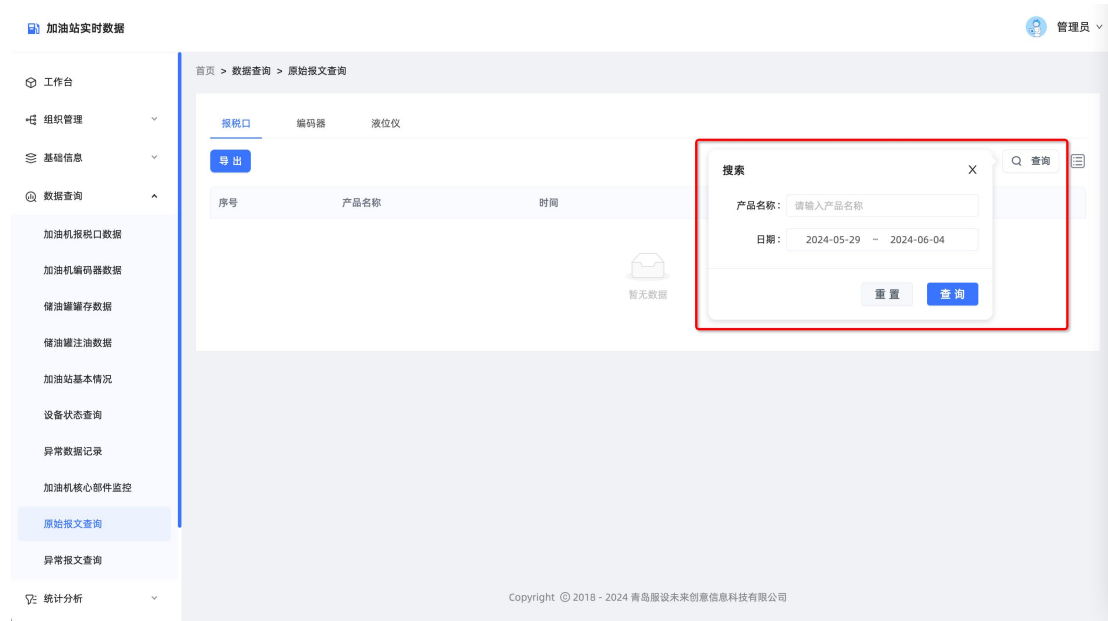 加油站实时数据
管理员
工作台
组织管理
基础信息
数据查询
加油机报税口数据
加油机编码器数据
储油罐罐存数据
储油罐注油数据
加油站基本情况
设备状态查询
异常数据记录
加油机核心部件监控
原始报文查询
异常报文查询
统计分析
首页 > 数据查询 > 原始报文查询
报税口 编码器 液位仪
导 出
查询
序号 产品名称 时间
暂无数据
搜索 X
产品名称: 请输入产品名称
日期: 2024-05-29 ~ 2024-06-04
重 置 查 询
Copyright © 2018 - 2024 青岛服设未来创意信息科技有限公司